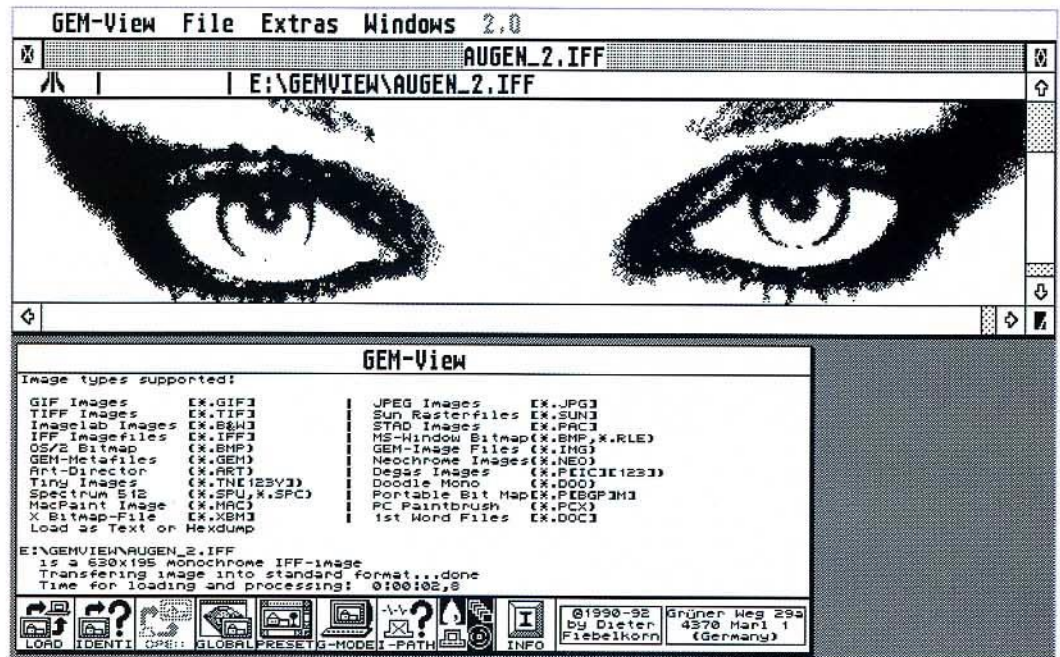 GEM-View File Extras Windows 2.0
AUGEN_2.IFF
E:\GEMVIEW\AUGEN_2.IFF
GEM-View
Image types supported:
GIF Images [*.GIF] | JPEG Images [*.JPG]
TIFF Images [*.TIF] | Sun Rasterfiles [*.SUN]
Imagelab Images [*.B&W] | STAD Images [*.PAC]
IFF Imagefiles [*.IFF] | MS-Window Bitmap(*.BMP,*.RLE)
OS/2 Bitmap (*.BMP) | GEM-Image Files (*.IMG)
GEM-Metafiles (*.GEM) | Neochrome Images(*.NEO)
Art-Director (*.ART) | Degas Images (*.P[IC][123])
Tiny Images (*.TN[123Y]) | Doodle Mono (*.DOO)
Spectrum 512 (*.SPU,*.SPC) | Portable Bit Map[*.P[BGP]M]
MacPaint Image (*.MAC) | PC Paintbrush (*.PCX)
X Bitmap-File [*.XBM] | 1st Word Files [*.DOC]
Load as Text or Hexdump
E:\GEMVIEW\AUGEN_2.IFF
is a 630x195 monochrome IFF-image
Transfering image into standard format...done
Time for loading and processing: 0:00:02,8
LOAD IDENTI OPEN GLOBAL PRESET G-MODE I-PATH INFO
©1990-92
by Dieter
Fiebelkorn
Grüner Weg 29a
4370 Marl 1
(Germany)